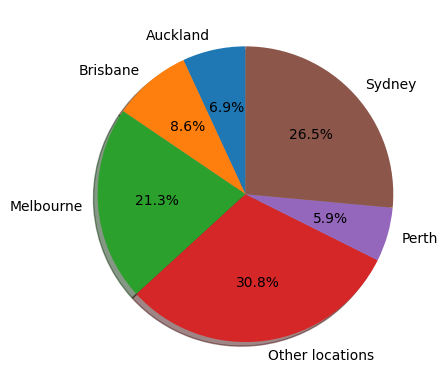 Auckland
6.9%
Brisbane
8.6%
Melbourne
21.3%
Other locations
30.8%
Perth
5.9%
Sydney
26.5%